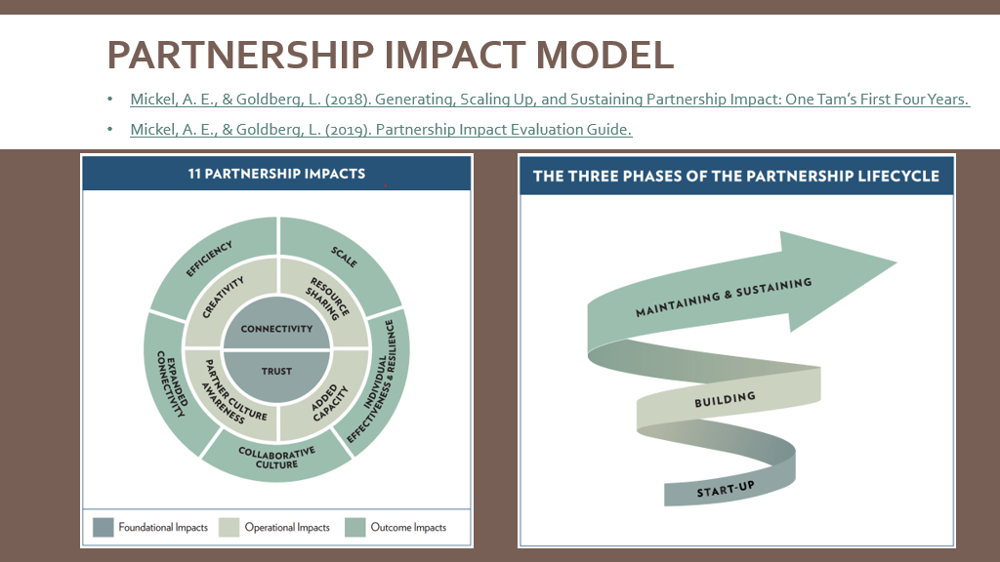 PARTNERSHIP IMPACT MODEL
• Mickel, A. E., & Goldberg, L. (2018). Generating, Scaling Up, and Sustaining Partnership Impact: One Tam's First Four Years.
• Mickel, A. E., & Goldberg, L. (2019). Partnership Impact Evaluation Guide.
11 PARTNERSHIP IMPACTS
EFFICIENCY
SCALE
CREATIVITY
RESOURCE
SHARING
CONNECTIVITY
TRUST
EXPANDED
CONNECTIVITY
PARTNER CULTURE
AWARENESS
ADDED
CAPACITY
INDIVIDUAL
EFFECTIVENESS & RESILIENCE
COLLABORATIVE
CULTURE
Foundational Impacts
Operational Impacts
Outcome Impacts
THE THREE PHASES OF THE PARTNERSHIP LIFECYCLE
MAINTAINING & SUSTAINING
BUILDING
START-UP